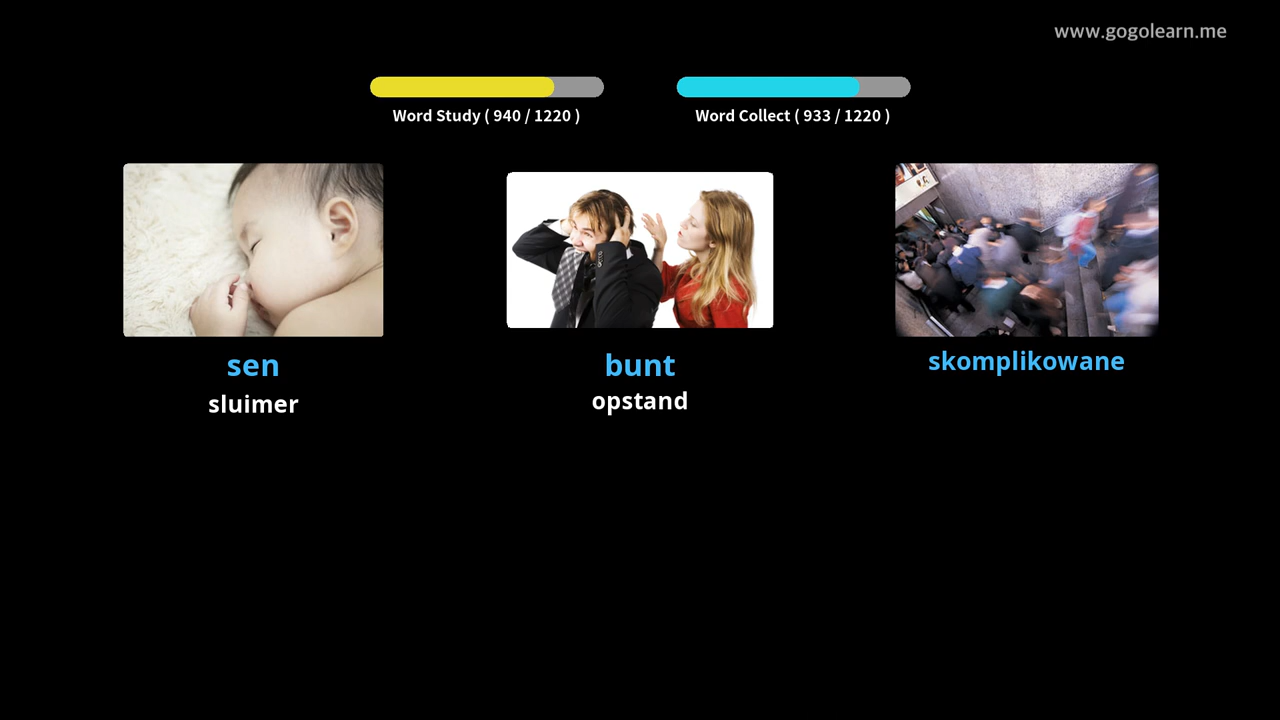 www.gogolearn.me
Word Study ( 940 / 1220 )
Word Collect ( 933 / 1220 )
sen
sluimer
bunt
opstand
skomplikowane